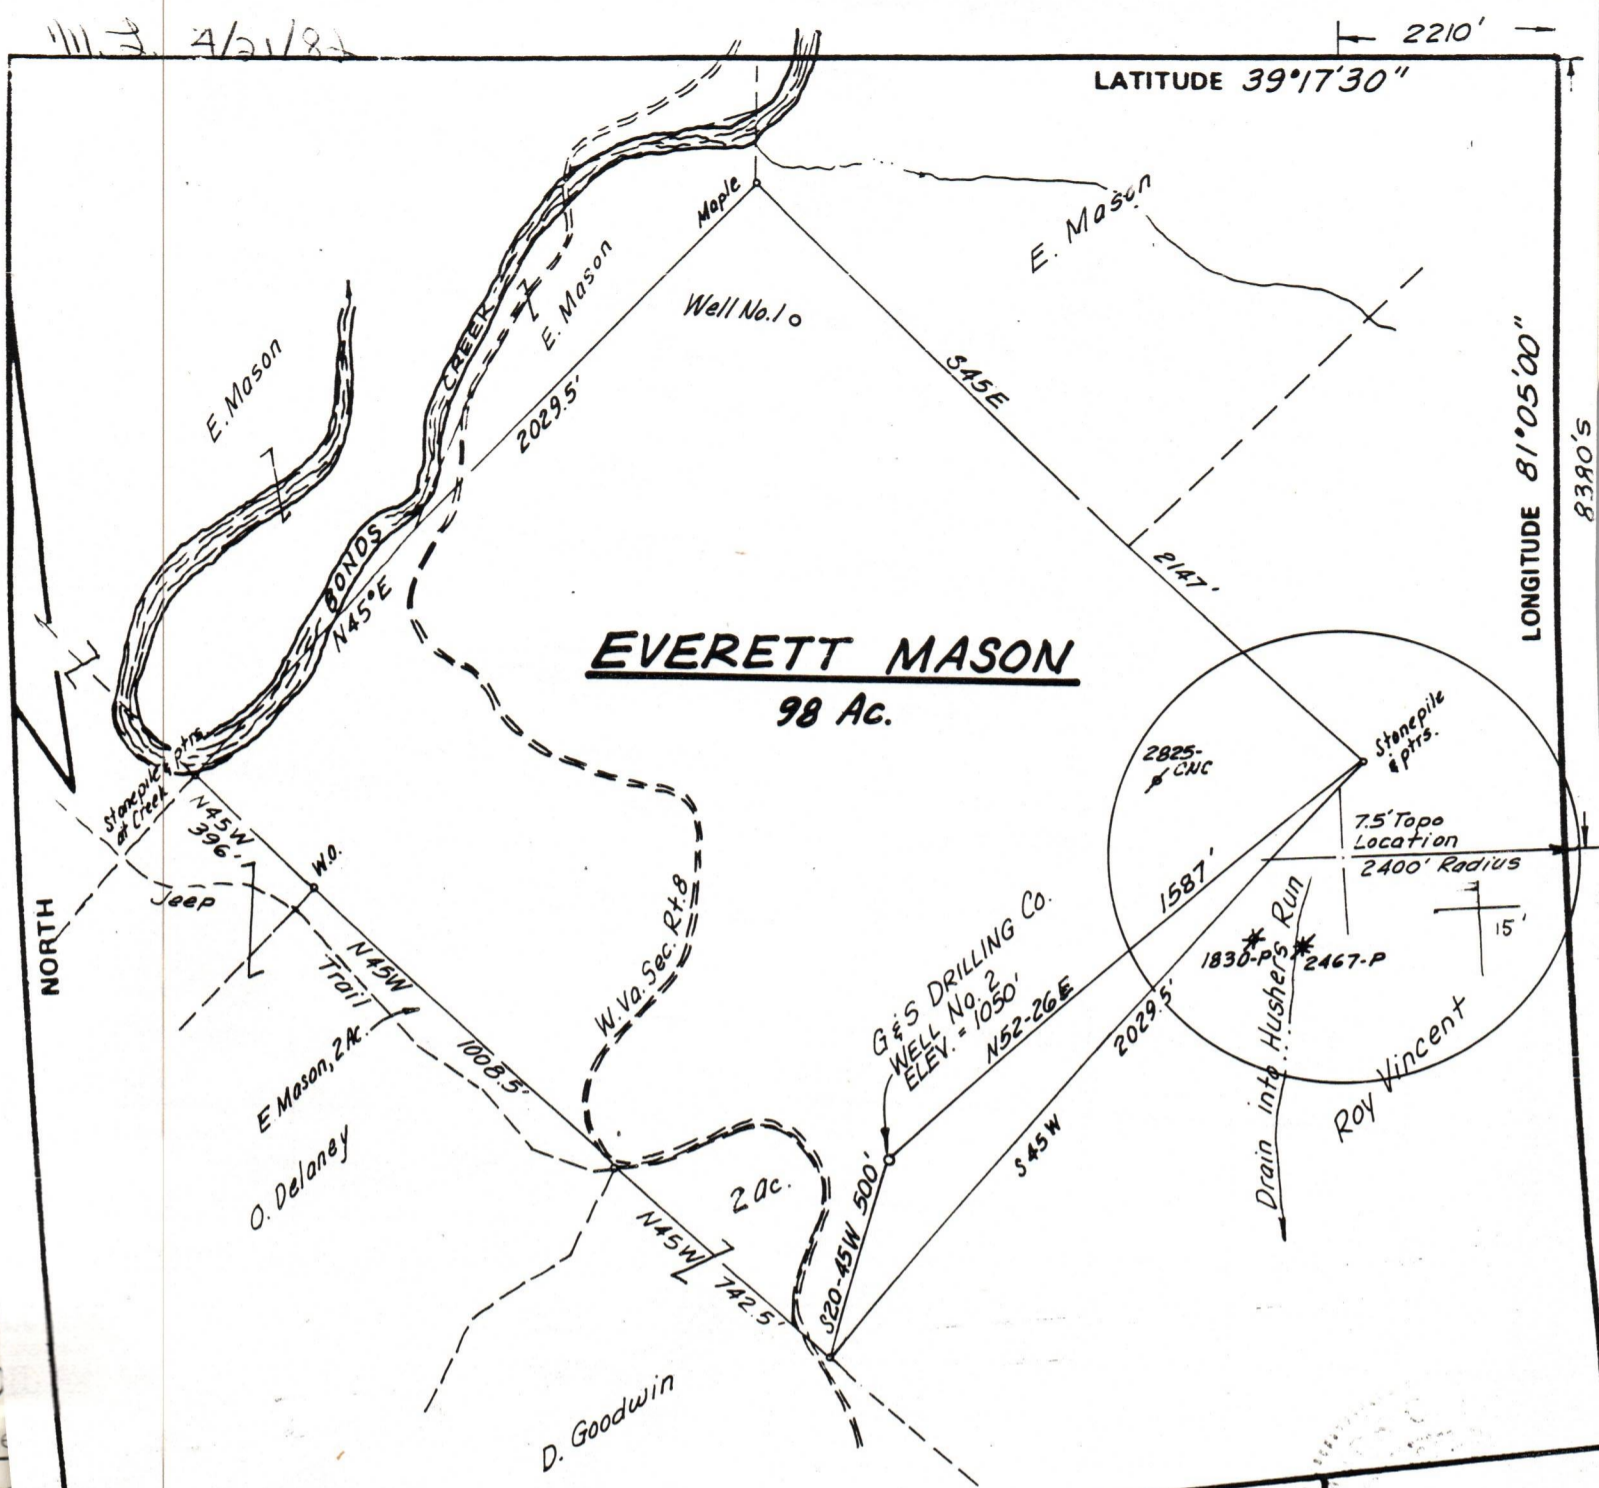 4/21/82
2210'
LATITUDE 39°17'30"
Maple
E. Mason
E. Mason
Well No. 1
E. Mason
CREEK
2029.5'
S45E
LONGITUDE 81°05'00"
8380's
BONDS
N45°E
2147'
EVERETT MASON
98 Ac.
Stonepile
& ptrs.
2825-
CNC
Stonepile & ptrs.
at Creek
N45W
396'
W.O.
7.5' Topo
Location
2400' Radius
15'
Jeep
Trail
NORTH
N45W
1008.5'
W.Va. Sec. Rt. 8
1587'
1830-P
2467-P
G & S DRILLING CO.
WELL No. 2
ELEV. = 1050'
N52-26E
2029.5'
S45W
Drain into Hushers Run
Roy Vincent
E. Mason, 2 Ac.
O. Delaney
2 ac.
N45W
742.5'
S20-45W 500'
D. Goodwin